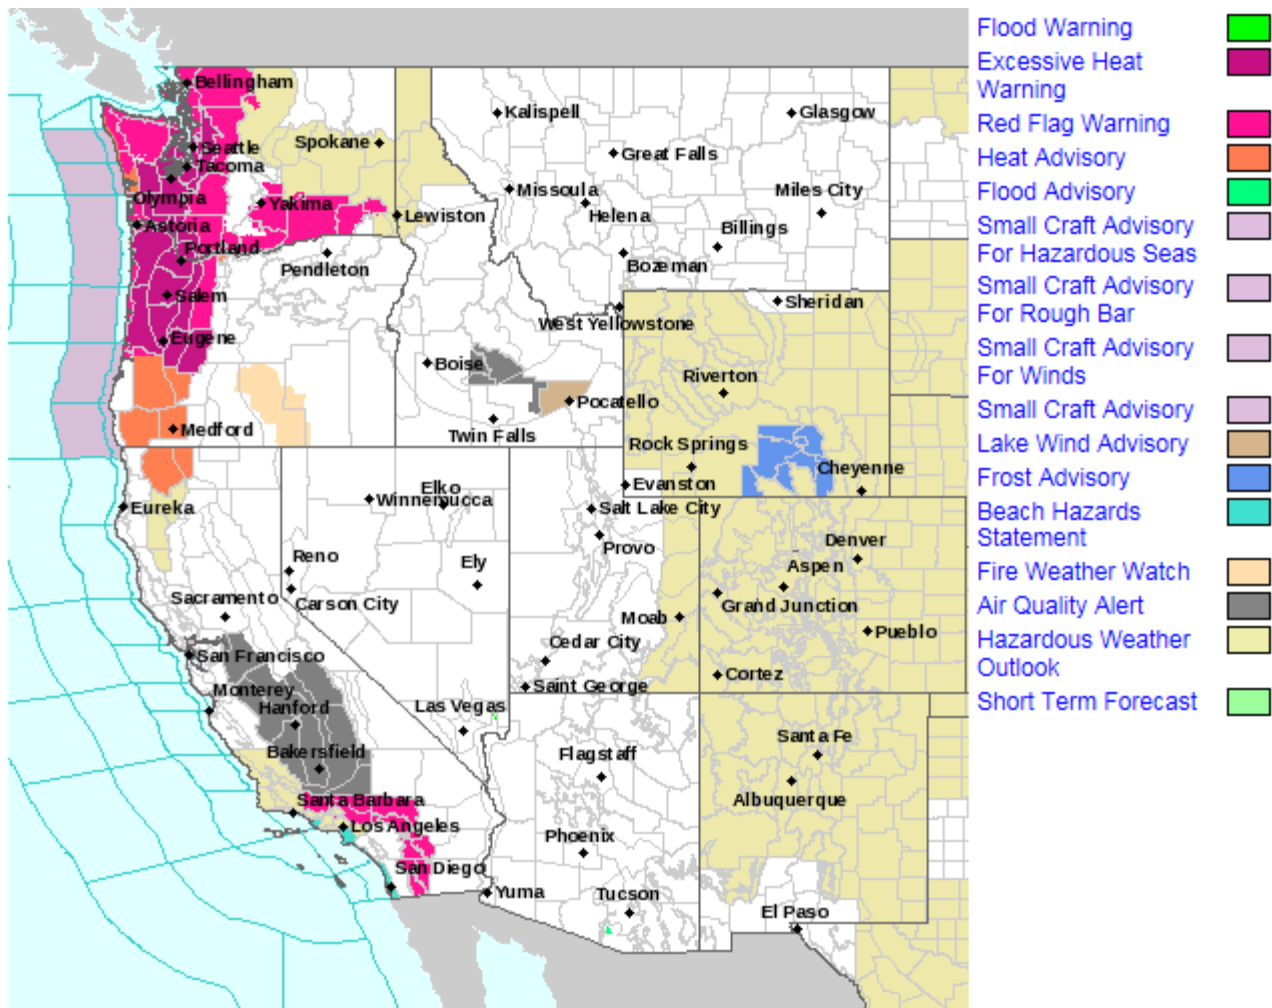 Bellingham
Seattle
Tacoma
Olympia
Astoria
Portland
Salem
Eugene
Medford
Spokane
Yakima
Lewiston
Pendleton
Kalispell
Glasgow
Great Falls
Missoula
Helena
Miles City
Billings
Bozeman
West Yellowstone
Sheridan
Boise
Pocatello
Twin Falls
Riverton
Rock Springs
Cheyenne
Evanston
Eureka
Elko
Winnemucca
Salt Lake City
Provo
Reno
Ely
Carson City
Sacramento
Denver
Aspen
Grand Junction
Moab
Pueblo
Cedar City
Cortez
Saint George
San Francisco
Monterey
Hanford
Las Vegas
Bakersfield
Flagstaff
Santa Fe
Albuquerque
Santa Barbara
Los Angeles
Phoenix
San Diego
Yuma
Tucson
El Paso
Flood Warning
Excessive Heat
Warning
Red Flag Warning
Heat Advisory
Flood Advisory
Small Craft Advisory
For Hazardous Seas
Small Craft Advisory
For Rough Bar
Small Craft Advisory
For Winds
Small Craft Advisory
Lake Wind Advisory
Frost Advisory
Beach Hazards
Statement
Fire Weather Watch
Air Quality Alert
Hazardous Weather
Outlook
Short Term Forecast